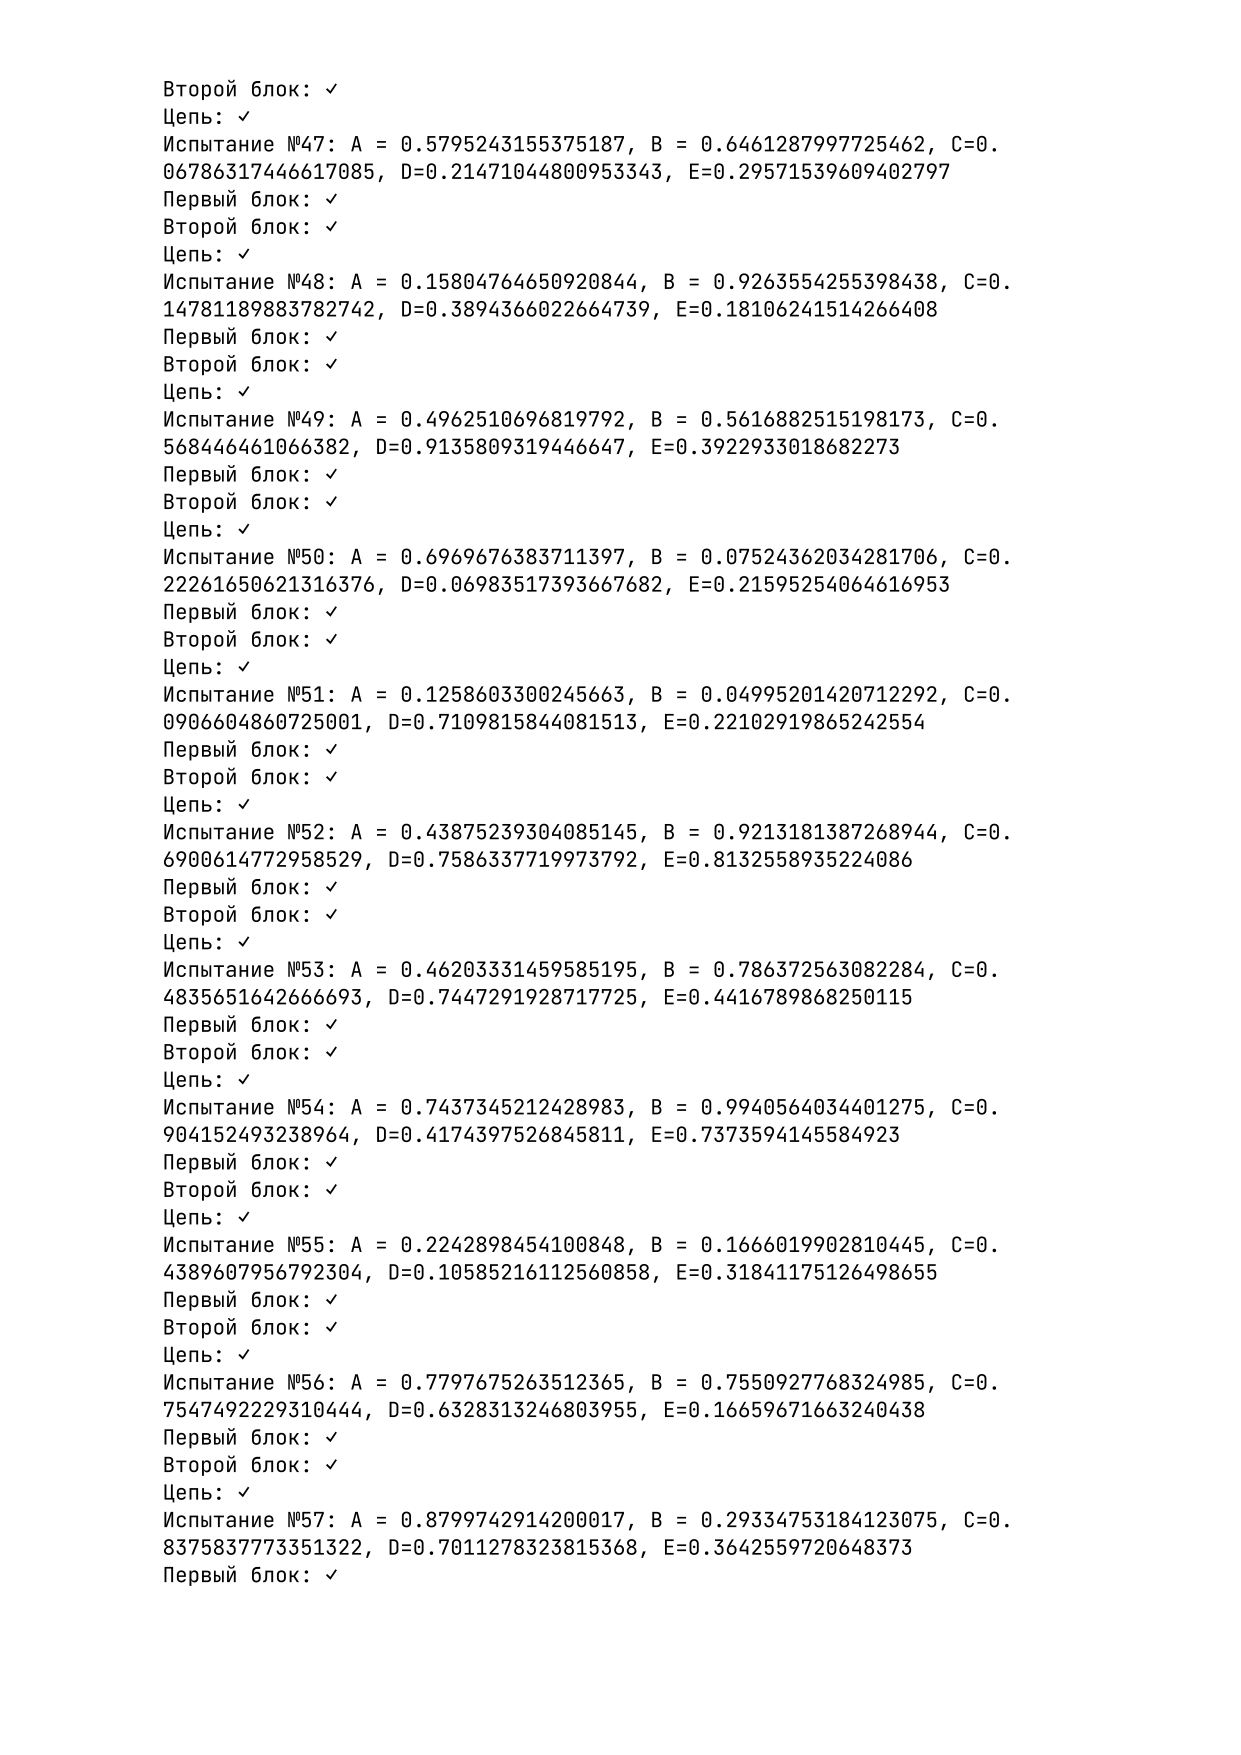 Второй блок: ✓
Цепь: ✓
Испытание №47: A = 0.5795243155375187, B = 0.6461287997725462, C=0.
06786317446617085, D=0.21471044800953343, E=0.29571539609402797
Первый блок: ✓
Второй блок: ✓
Цепь: ✓
Испытание №48: A = 0.15804764650920844, B = 0.9263554255398438, C=0.
14781189883782742, D=0.3894366022664739, E=0.18106241514266408
Первый блок: ✓
Второй блок: ✓
Цепь: ✓
Испытание №49: A = 0.4962510696819792, B = 0.5616882515198173, C=0.
568446461066382, D=0.9135809319446647, E=0.3922933018682273
Первый блок: ✓
Второй блок: ✓
Цепь: ✓
Испытание №50: A = 0.6969676383711397, B = 0.07524362034281706, C=0.
22261650621316376, D=0.06983517393667682, E=0.21595254064616953
Первый блок: ✓
Второй блок: ✓
Цепь: ✓
Испытание №51: A = 0.1258603300245663, B = 0.04995201420712292, C=0.
0906604860725001, D=0.7109815844081513, E=0.22102919865242554
Первый блок: ✓
Второй блок: ✓
Цепь: ✓
Испытание №52: A = 0.43875239304085145, B = 0.9213181387268944, C=0.
6900614772958529, D=0.7586337719973792, E=0.8132558935224086
Первый блок: ✓
Второй блок: ✓
Цепь: ✓
Испытание №53: A = 0.46203331459585195, B = 0.786372563082284, C=0.
4835651642666693, D=0.7447291928717725, E=0.4416789868250115
Первый блок: ✓
Второй блок: ✓
Цепь: ✓
Испытание №54: A = 0.7437345212428983, B = 0.9940564034401275, C=0.
904152493238964, D=0.4174397526845811, E=0.7373594145584923
Первый блок: ✓
Второй блок: ✓
Цепь: ✓
Испытание №55: A = 0.2242898454100848, B = 0.1666019902810445, C=0.
4389607956792304, D=0.10585216112560858, E=0.31841175126498655
Первый блок: ✓
Второй блок: ✓
Цепь: ✓
Испытание №56: A = 0.7797675263512365, B = 0.7550927768324985, C=0.
7547492229310444, D=0.6328313246803955, E=0.16659671663240438
Первый блок: ✓
Второй блок: ✓
Цепь: ✓
Испытание №57: A = 0.8799742914200017, B = 0.29334753184123075, C=0.
8375837773351322, D=0.7011278323815368, E=0.3642559720648373
Первый блок: ✓